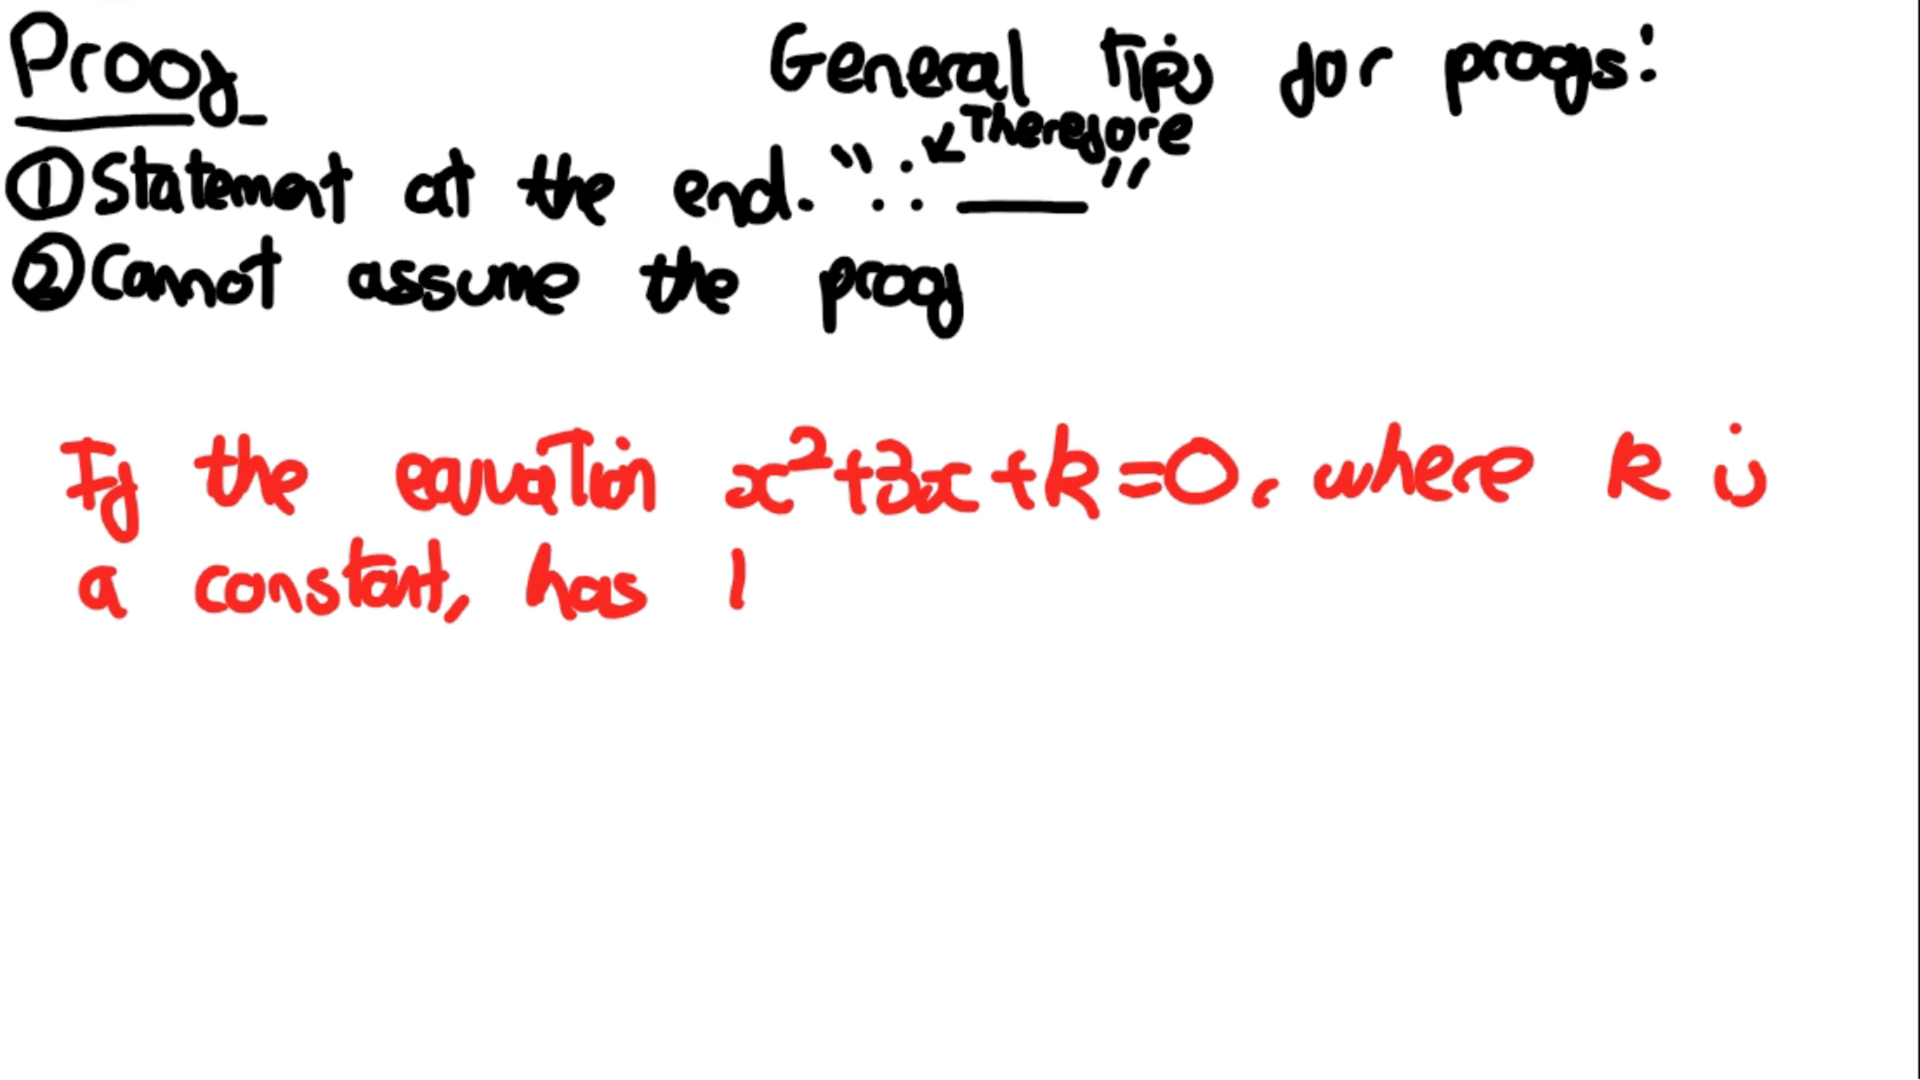 Proof
General tips for proofs:
① Statement at the end. "∴ ____"
Therefore
② Cannot assume the proof
If the equation x²+3x+k=0, where k is
a constant, has 1